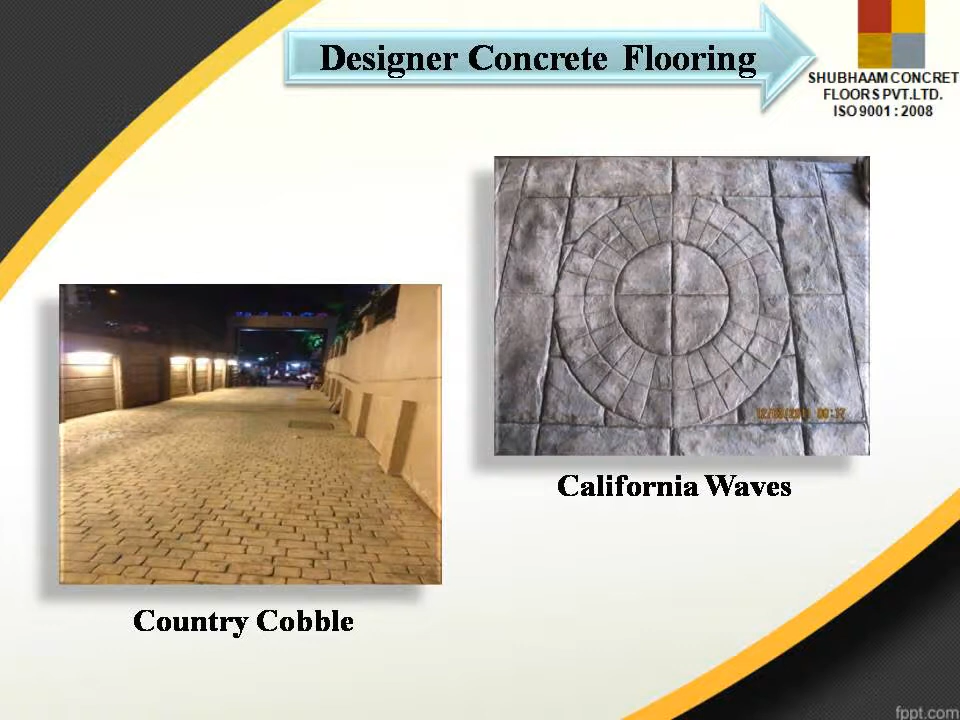 Designer Concrete Flooring
SHUBHAAM CONCRET
FLOORS PVT.LTD.
ISO 9001 : 2008
California Waves
Country Cobble
fppt.com